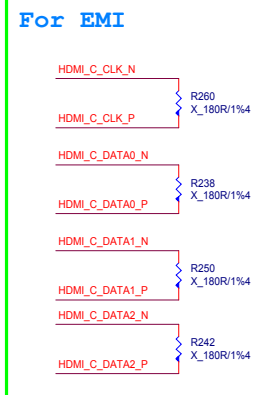 For EMI
HDMI_C_CLK_N
R260
X_180R/1%4
HDMI_C_CLK_P
HDMI_C_DATA0_N
R238
X_180R/1%4
HDMI_C_DATA0_P
HDMI_C_DATA1_N
R250
X_180R/1%4
HDMI_C_DATA1_P
HDMI_C_DATA2_N
R242
X_180R/1%4
HDMI_C_DATA2_P